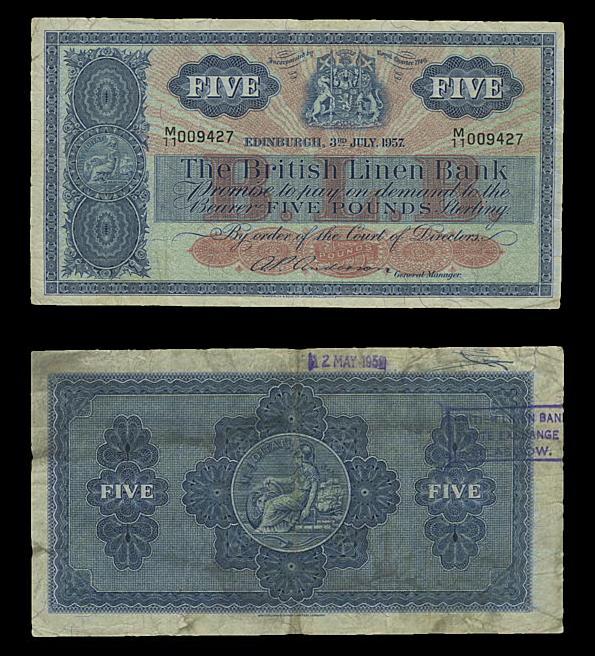 Incorporated by Royal Charter 1746
FIVE FIVE
M/11 009427 M/11 009427
EDINBURGH, 3RD JULY, 1957.
The British Linen Bank
Promise to pay on demand to the
Bearer FIVE POUNDS Sterling.
By order of the Court of Directors
General Manager.
12 MAY 195
LINEN BAN
EXCHANGE
FIVE FIVE